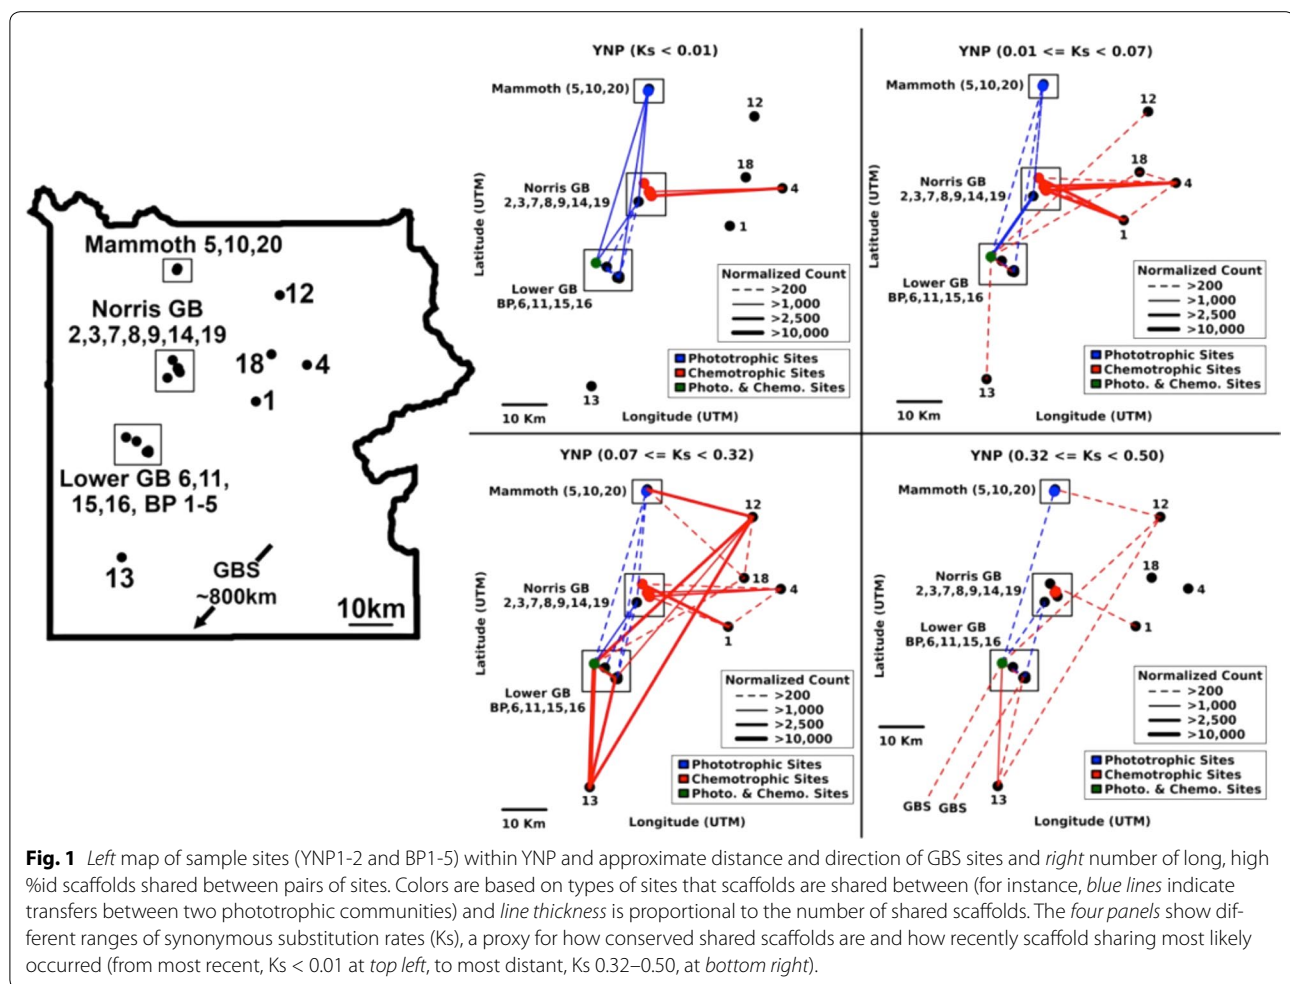 Mammoth 5,10,20
12
Norris GB
2,3,7,8,9,14,19
18
4
1
Lower GB 6,11,
15,16, BP 1-5
13
GBS
~800km
10km
YNP (Ks < 0.01)
Mammoth (5,10,20)
12
18
Norris GB
2,3,7,8,9,14,19
4
1
Latitude (UTM)
Lower GB
BP,6,11,15,16
Normalized Count
>200
>1,000
>2,500
>10,000
Phototrophic Sites
Chemotrophic Sites
Photo. & Chemo. Sites
13
10 Km
Longitude (UTM)
YNP (0.01 <= Ks < 0.07)
Mammoth (5,10,20)
12
18
Norris GB
2,3,7,8,9,14,19
4
1
Latitude (UTM)
Lower GB
BP,6,11,15,16
Normalized Count
>200
>1,000
>2,500
>10,000
Phototrophic Sites
Chemotrophic Sites
Photo. & Chemo. Sites
13
10 Km
Longitude (UTM)
YNP (0.07 <= Ks < 0.32)
Mammoth (5,10,20)
12
18
Norris GB
2,3,7,8,9,14,19
4
1
Latitude (UTM)
Lower GB
BP,6,11,15,16
Normalized Count
>200
>1,000
>2,500
>10,000
Phototrophic Sites
Chemotrophic Sites
Photo. & Chemo. Sites
13
10 Km
Longitude (UTM)
YNP (0.32 <= Ks < 0.50)
Mammoth (5,10,20)
12
18
Norris GB
2,3,7,8,9,14,19
4
1
Lower GB
BP,6,11,15,16
Latitude (UTM)
Normalized Count
>200
>1,000
>2,500
>10,000
10 Km
Phototrophic Sites
Chemotrophic Sites
Photo. & Chemo. Sites
13
GBS
GBS
Longitude (UTM)
Fig. 1 Left map of sample sites (YNP1-2 and BP1-5) within YNP and approximate distance and direction of GBS sites and right number of long, high
%id scaffolds shared between pairs of sites. Colors are based on types of sites that scaffolds are shared between (for instance, blue lines indicate
transfers between two phototrophic communities) and line thickness is proportional to the number of shared scaffolds. The four panels show dif-
ferent ranges of synonymous substitution rates (Ks), a proxy for how conserved shared scaffolds are and how recently scaffold sharing most likely
occurred (from most recent, Ks < 0.01 at top left, to most distant, Ks 0.32–0.50, at bottom right).